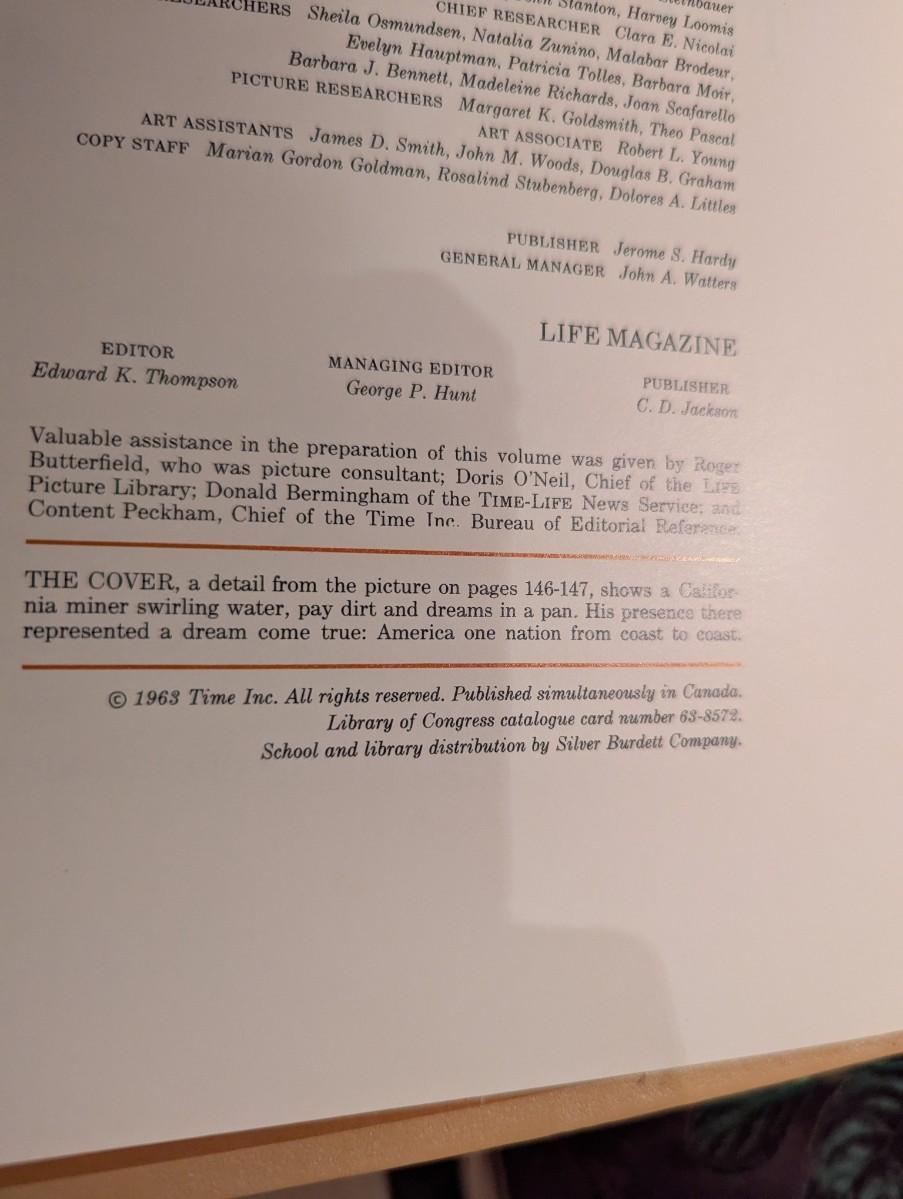 Stanton, Harvey Loomis
CHIEF RESEARCHER Clara E. Nicolai
Sheila Osmundsen, Natalia Zunino, Malabar Brodeur,
Evelyn Hauptman, Patricia Tolles, Barbara Moir,
Barbara J. Bennett, Madeleine Richards, Joan Scafarello
PICTURE RESEARCHERS Margaret K. Goldsmith, Theo Pascal
ART ASSOCIATE Robert L. Young
ART ASSISTANTS James D. Smith, John M. Woods, Douglas B. Graham
COPY STAFF Marian Gordon Goldman, Rosalind Stubenberg, Dolores A. Littles
PUBLISHER Jerome S. Hardy
GENERAL MANAGER John A. Watters
LIFE MAGAZINE
EDITOR
Edward K. Thompson
MANAGING EDITOR
George P. Hunt
PUBLISHER
C. D. Jackson
Valuable assistance in the preparation of this volume was given by Roger
Butterfield, who was picture consultant; Doris O'Neil, Chief of the LIFE
Picture Library; Donald Bermingham of the TIME-LIFE News Service; and
Content Peckham, Chief of the Time Inc. Bureau of Editorial Reference.
THE COVER, a detail from the picture on pages 146-147, shows a Califor-
nia miner swirling water, pay dirt and dreams in a pan. His presence there
represented a dream come true: America one nation from coast to coast.
© 1963 Time Inc. All rights reserved. Published simultaneously in Canada.
Library of Congress catalogue card number 63-8572.
School and library distribution by Silver Burdett Company.